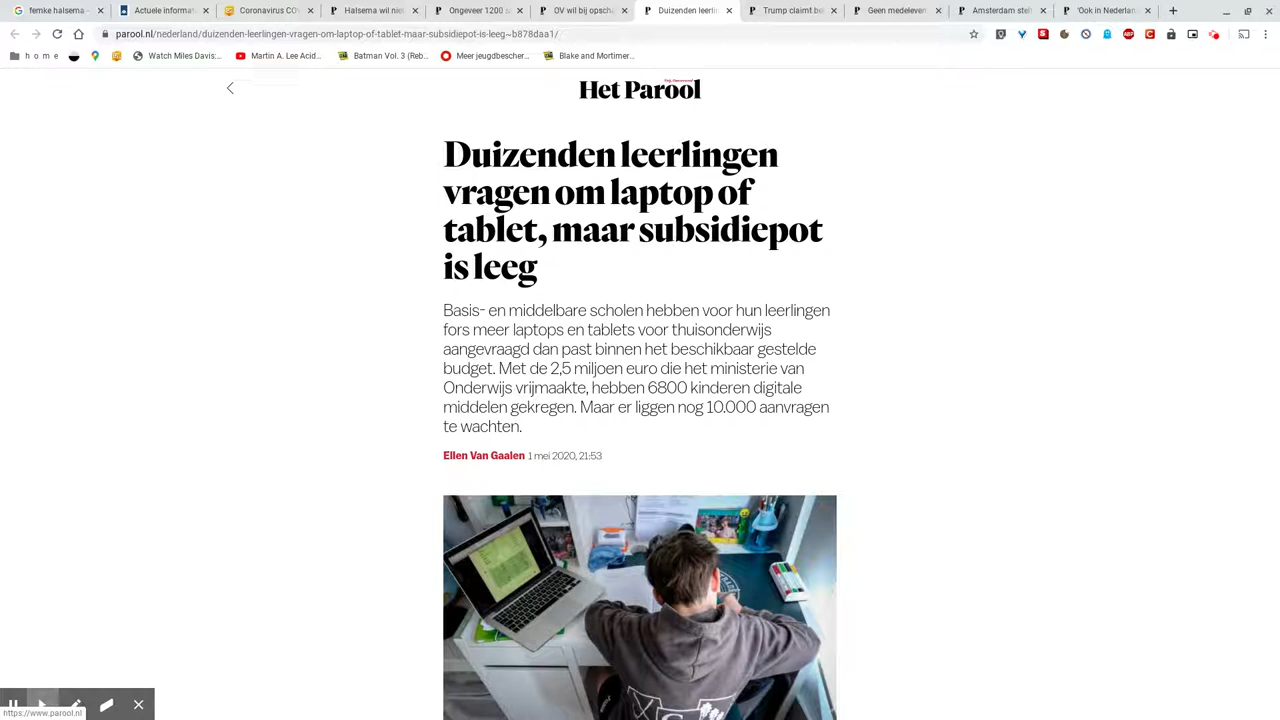 femke halsema -
Actuele informat
Coronavirus CO
Halsema wil nie
Ongeveer 1200
OV wil bij opsch
Duizenden leerlin
Trump claimt be
Geen medeleven
Amsterdam stel
'Ook in Nederlan
parool.nl/nederland/duizenden-leerlingen-vragen-om-laptop-of-tablet-maar-subsidiepot-is-leeg~b878daa1/
h o m e
Watch Miles Davis:...
Martin A. Lee Acid...
Batman Vol. 3 (Reb...
Meer jeugdbescher...
Blake and Mortimer...
Het Parool
Duizenden leerlingen
vragen om laptop of
tablet, maar subsidiepot
is leeg
Basis- en middelbare scholen hebben voor hun leerlingen
fors meer laptops en tablets voor thuisonderwijs
aangevraagd dan past binnen het beschikbaar gestelde
budget. Met de 2,5 miljoen euro die het ministerie van
Onderwijs vrijmaakte, hebben 6800 kinderen digitale
middelen gekregen. Maar er liggen nog 10.000 aanvragen
te wachten.
Ellen Van Gaalen 1 mei 2020, 21:53
https://www.parool.nl